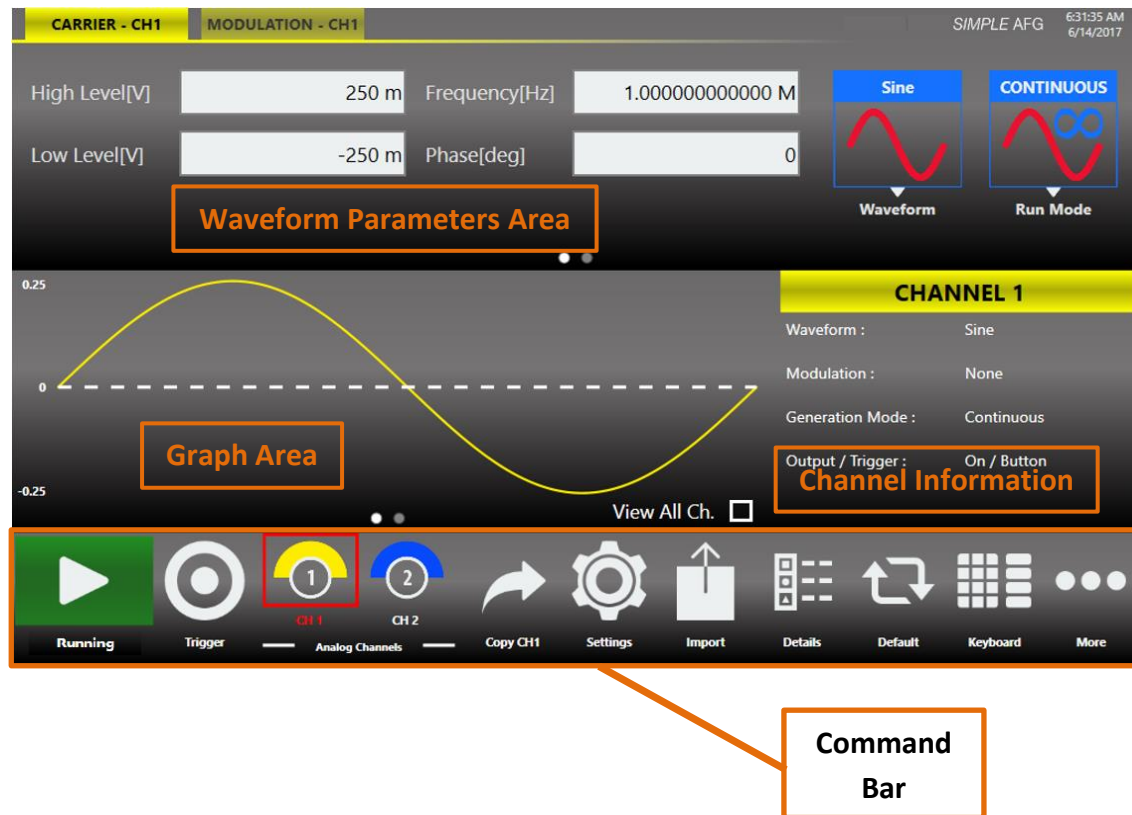 CARRIER - CH1 MODULATION - CH1 SIMPLE AFG 6:31:35 AM
6/14/2017
High Level[V] 250 m Frequency[Hz] 1.000000000000 M Sine CONTINUOUS
Low Level[V] -250 m Phase[deg] 0
Waveform Parameters Area Waveform Run Mode
0.25 CHANNEL 1
Waveform : Sine
0 Modulation : None
Generation Mode : Continuous
Graph Area Output / Trigger : On / Button
Channel Information
-0.25
View All Ch.
1 2
CH 1 CH 2
Running Trigger Analog Channels Copy CH1 Settings Import Details Default Keyboard More
Command
Bar